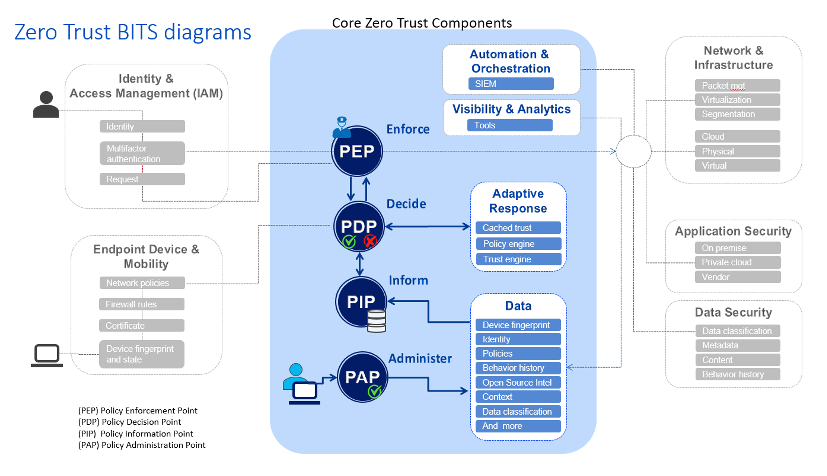 Zero Trust BITS diagrams
Core Zero Trust Components
Identity &
Access Management (IAM)
Identity
Multifactor
authentication
Request
Endpoint Device &
Mobility
Network policies
Firewall rules
Certificate
Device fingerprint
and state
(PEP) Policy Enforcement Point
(PDP) Policy Decision Point
(PIP) Policy Information Point
(PAP) Policy Administration Point
Enforce
PEP
Decide
PDP
Inform
PIP
Administer
PAP
Automation &
Orchestration
SIEM
Visibility & Analytics
Tools
Adaptive
Response
Cached trust
Policy engine
Trust engine
Data
Device fingerprint
Identity
Policies
Behavior history
Open Source Intel
Context
Data classification
And more
Network &
Infrastructure
Packet mgt
Virtualization
Segmentation
Cloud
Physical
Virtual
Application Security
On premise
Private cloud
Vendor
Data Security
Data classification
Metadata
Content
Behavior history